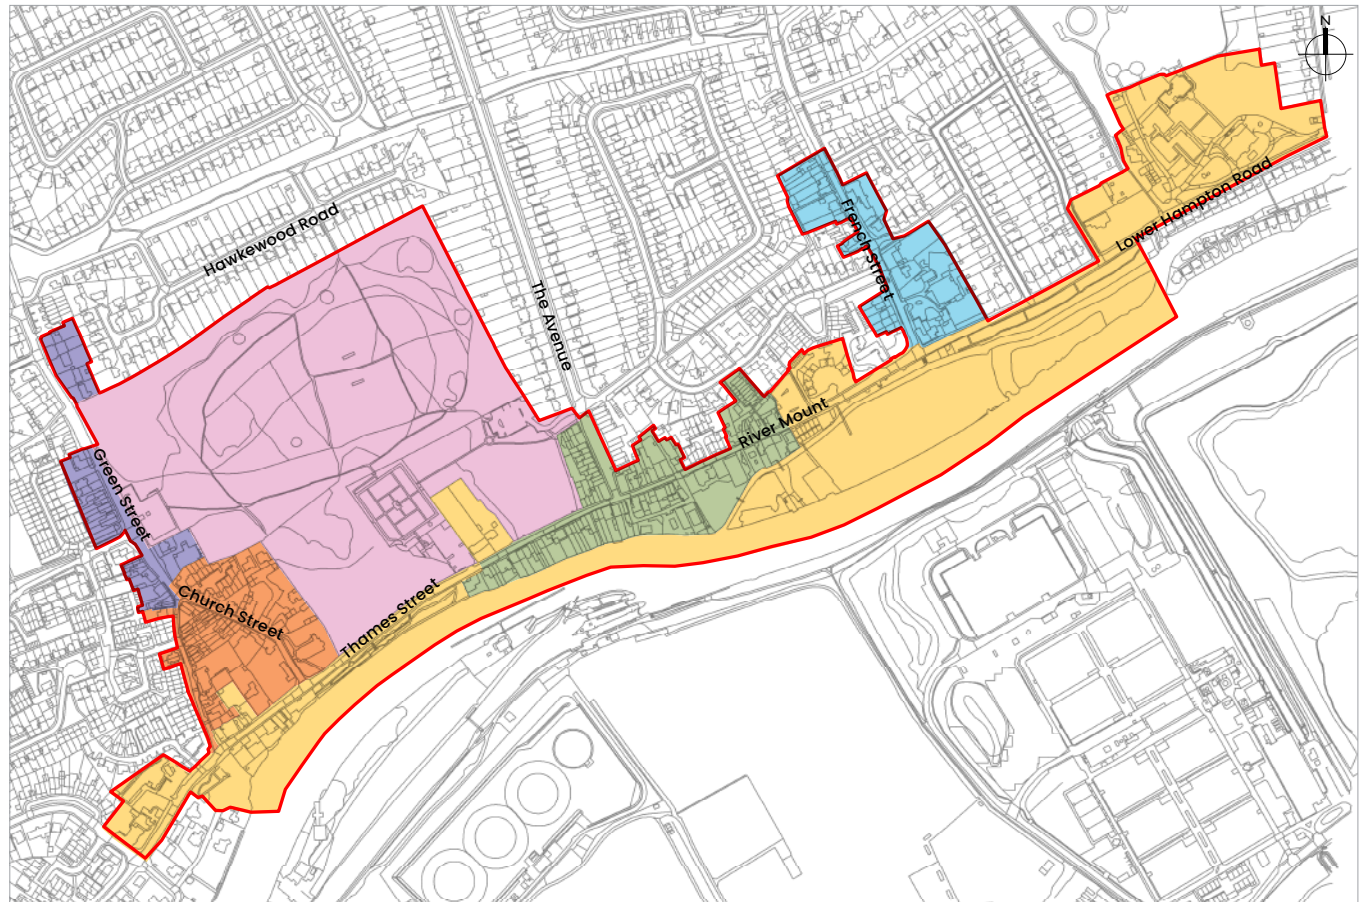 N
Lower Hampton Road
French Street
Hawkewood Road
The Avenue
River Mount
Green Street
Church Street
Thames Street